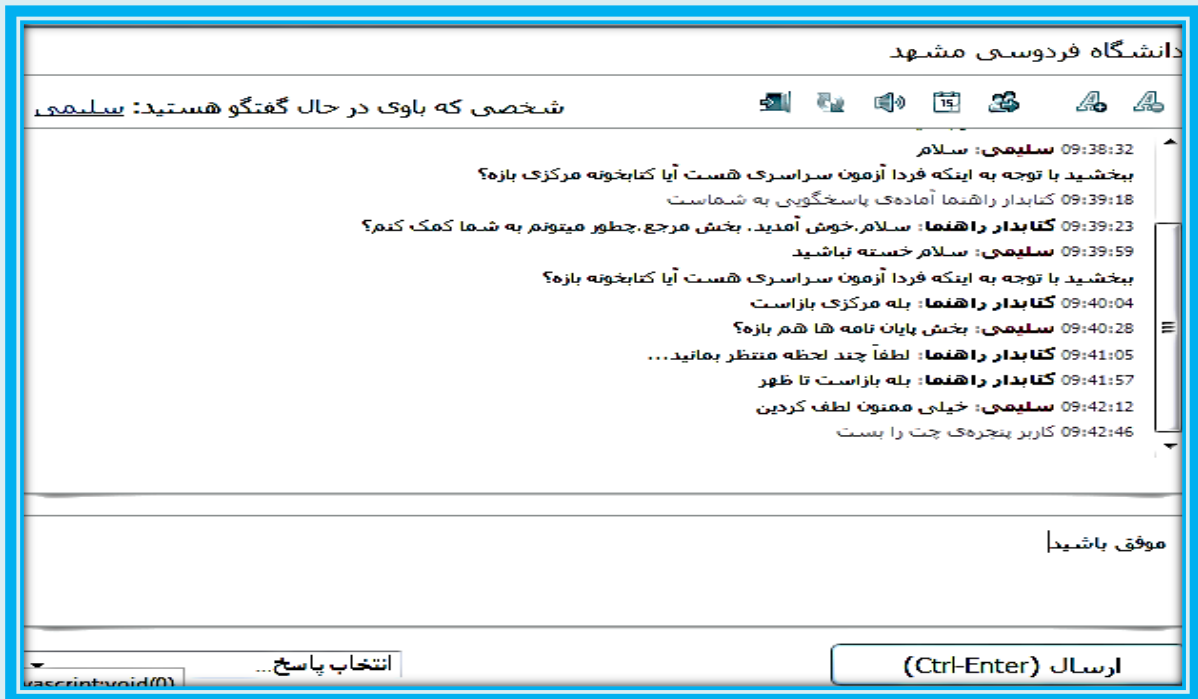 دانشگاه فردوسی مشهد
شخصی که باوی در حال گفتگو هستید: سلیمی
15
09:38:32 سلیمی: سلام
ببخشید با توجه به اینکه فردا آزمون سراسری هست آیا کتابخونه مرکزی بازه؟
09:39:18 کتابدار راهنما آماده‌ی پاسخگویی به شماست
09:39:23 کتابدار راهنما: سلام.خوش آمدید. بخش مرجع.چطور میتونم به شما کمک کنم؟
09:39:59 سلیمی: سلام خسته نباشید
ببخشید با توجه به اینکه فردا آزمون سراسری هست آیا کتابخونه بازه؟
09:40:04 کتابدار راهنما: بله مرکزی بازاست
09:40:28 سلیمی: بخش پایان نامه ها هم بازه؟
09:41:05 کتابدار راهنما: لطفاً چند لحظه منتظر بمانید...
09:41:57 کتابدار راهنما: بله بازاست تا ظهر
09:42:12 سلیمی: خیلی ممنون لطف کردین
09:42:46 کاربر پنجره‌ی چت را بست
موفق باشید
ارسال (Ctrl-Enter)
انتخاب پاسخ...
vascript:void(0)